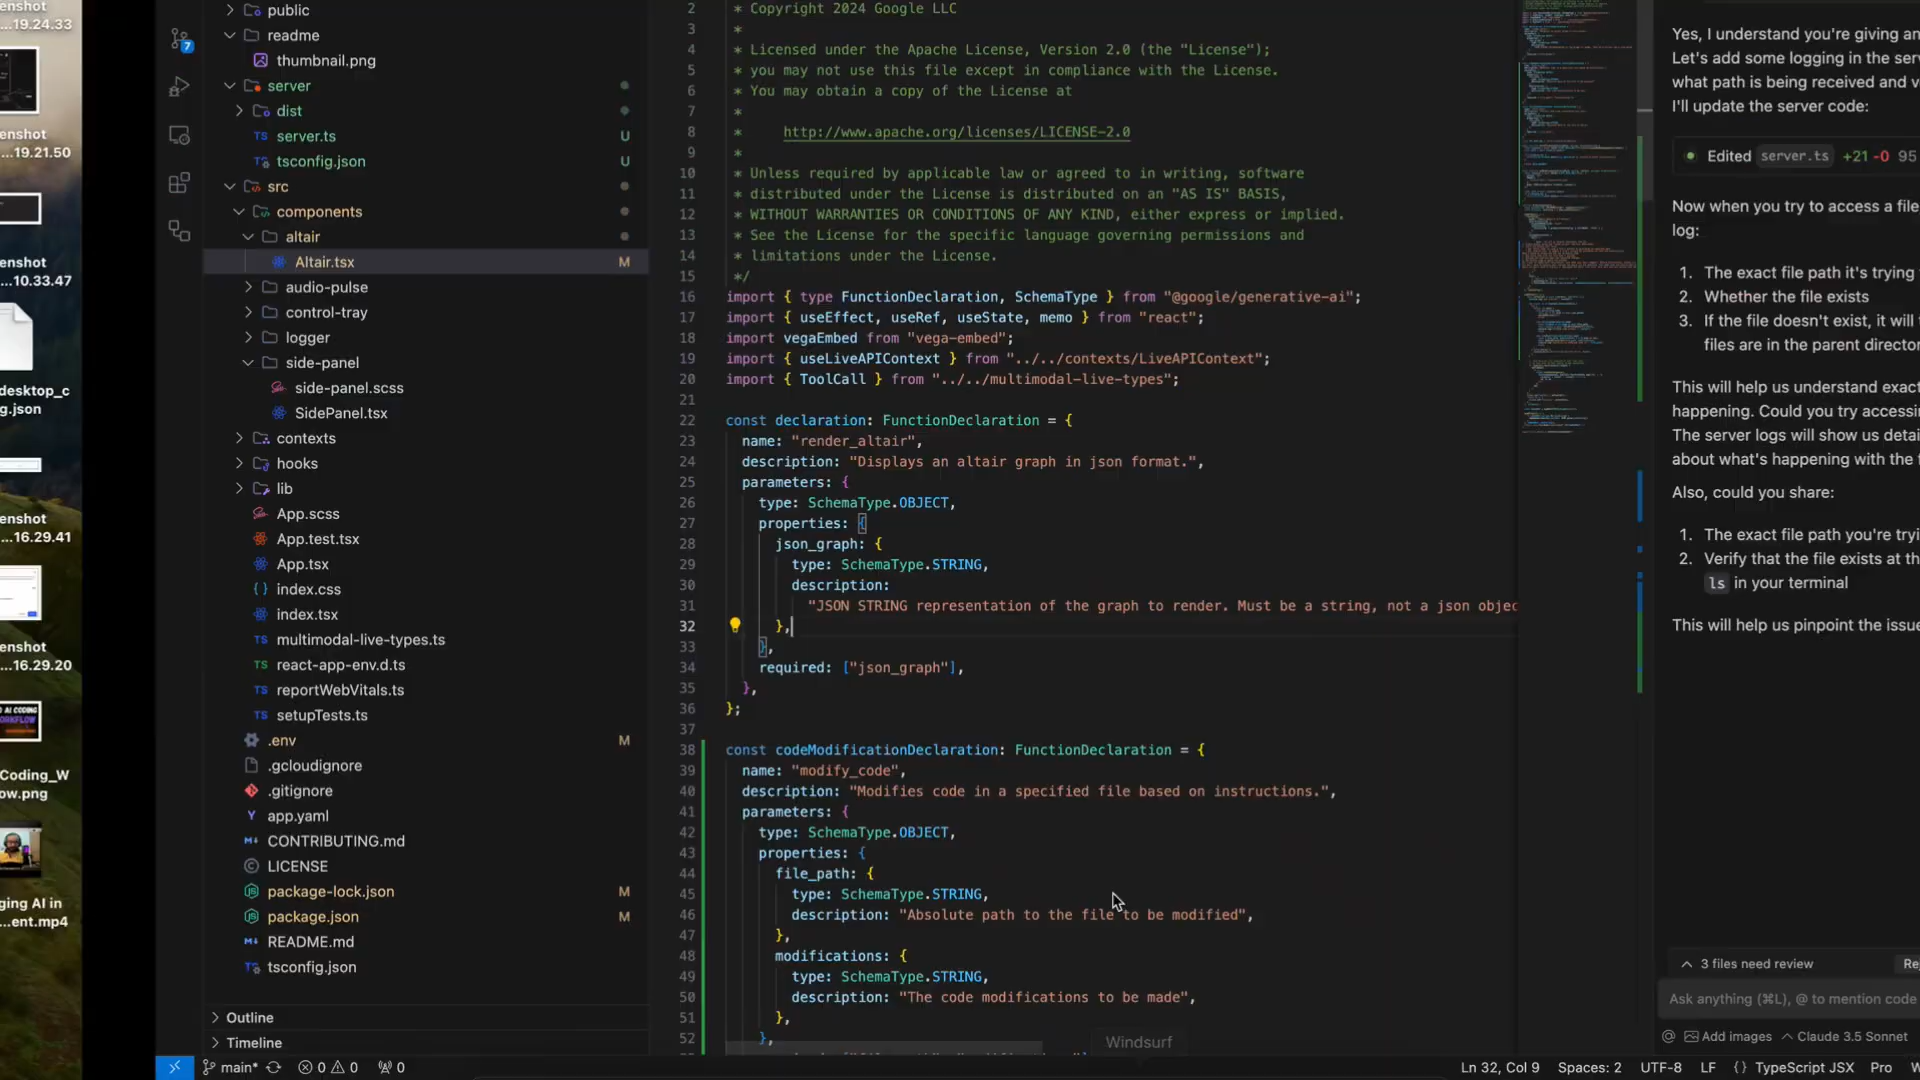 enshot
...19.24.33
enshot
...19.21.50
enshot
...10.33.47
desktop_c
g.json
enshot
...16.29.41
enshot
...16.29.20
O AI CODING
ORKFLOW
Coding_W
ow.png
ging AI in
...ent.mp4
7
public
readme
thumbnail.png
server
dist
TS server.ts U
TS tsconfig.json U
src
components
altair
Altair.tsx M
audio-pulse
control-tray
logger
side-panel
side-panel.scss
SidePanel.tsx
contexts
hooks
lib
App.scss
App.test.tsx
App.tsx
{ } index.css
index.tsx
TS multimodal-live-types.ts
TS react-app-env.d.ts
TS reportWebVitals.ts
TS setupTests.ts
.env M
.gcloudignore
.gitignore
Y app.yaml
CONTRIBUTING.md
LICENSE
package-lock.json M
package.json M
README.md
tsconfig.json
Outline
Timeline
2 * Copyright 2024 Google LLC
3 *
4 * Licensed under the Apache License, Version 2.0 (the "License");
5 * you may not use this file except in compliance with the License.
6 * You may obtain a copy of the License at
7 *
8 * http://www.apache.org/licenses/LICENSE-2.0
9 *
10 * Unless required by applicable law or agreed to in writing, software
11 * distributed under the License is distributed on an "AS IS" BASIS,
12 * WITHOUT WARRANTIES OR CONDITIONS OF ANY KIND, either express or implied.
13 * See the License for the specific language governing permissions and
14 * limitations under the License.
15 */
16 import { type FunctionDeclaration, SchemaType } from "@google/generative-ai";
17 import { useEffect, useRef, useState, memo } from "react";
18 import vegaEmbed from "vega-embed";
19 import { useLiveAPIContext } from "../../contexts/LiveAPIContext";
20 import { ToolCall } from "../../multimodal-live-types";
21
22 const declaration: FunctionDeclaration = {
23 name: "render_altair",
24 description: "Displays an altair graph in json format.",
25 parameters: {
26 type: SchemaType.OBJECT,
27 properties: {
28 json_graph: {
29 type: SchemaType.STRING,
30 description:
31 "JSON STRING representation of the graph to render. Must be a string, not a json objec
32 },
33 },
34 required: ["json_graph"],
35 },
36 };
37
38 const codeModificationDeclaration: FunctionDeclaration = {
39 name: "modify_code",
40 description: "Modifies code in a specified file based on instructions.",
41 parameters: {
42 type: SchemaType.OBJECT,
43 properties: {
44 file_path: {
45 type: SchemaType.STRING,
46 description: "Absolute path to the file to be modified",
47 },
48 modifications: {
49 type: SchemaType.STRING,
50 description: "The code modifications to be made",
51 },
52 },
Windsurf
Yes, I understand you're giving an
Let's add some logging in the serv
what path is being received and v
I'll update the server code:
Edited server.ts +21 -0 95
Now when you try to access a file
log:
1. The exact file path it's trying
2. Whether the file exists
3. If the file doesn't exist, it will
files are in the parent director
This will help us understand exact
happening. Could you try accessin
The server logs will show us detai
about what's happening with the f
Also, could you share:
1. The exact file path you're tryi
2. Verify that the file exists at th
ls in your terminal
This will help us pinpoint the issue
3 files need review Re
Ask anything (⌘L), @ to mention code
@ Add images Claude 3.5 Sonnet
main* 0 0 0
Ln 32, Col 9 Spaces: 2 UTF-8 LF { } TypeScript JSX Pro W